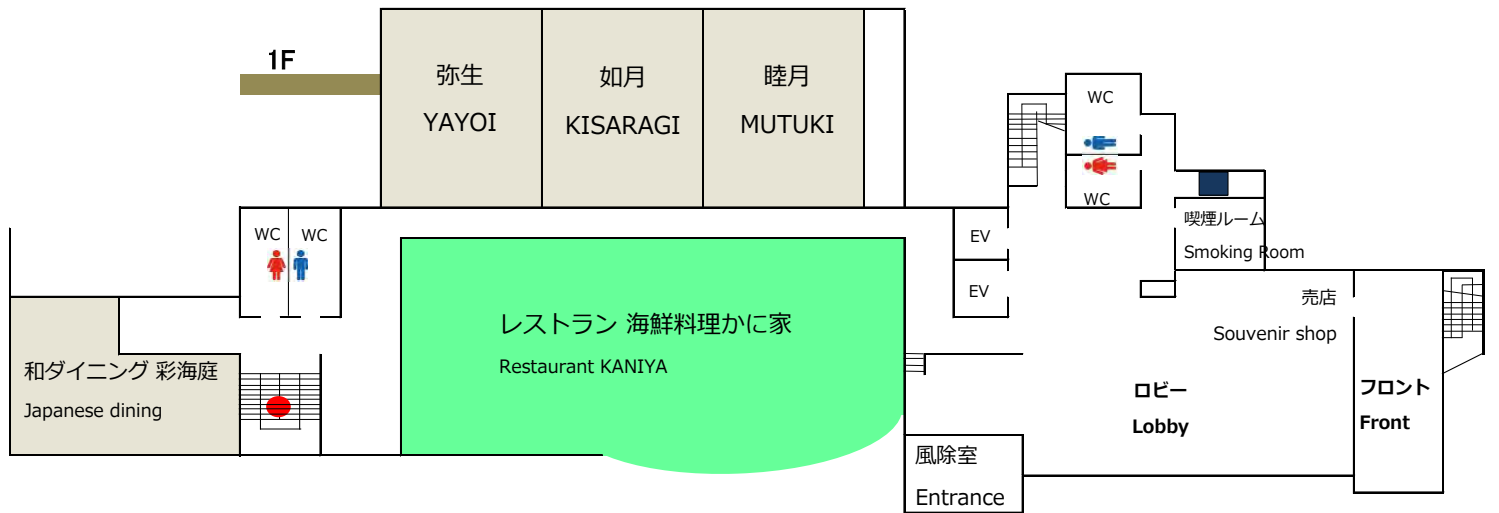 1F
弥生
YAYOI
如月
KISARAGI
睦月
MUTUKI
WC
WC
喫煙ルーム
Smoking Room
WC
WC
EV
EV
売店
Souvenir shop
レストラン 海鮮料理かに家
Restaurant KANIYA
和ダイニング 彩海庭
Japanese dining
ロビー
Lobby
フロント
Front
風除室
Entrance